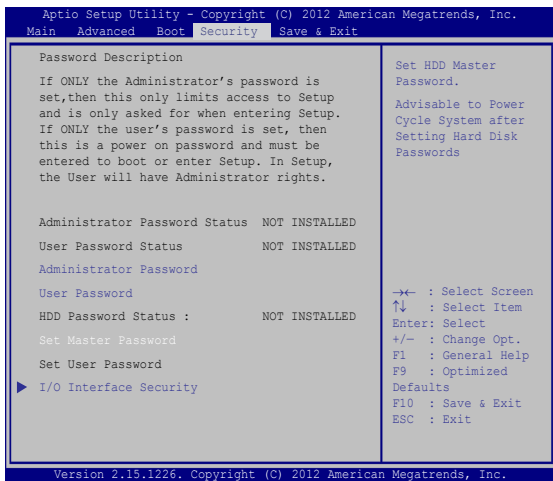 Aptio Setup Utility - Copyright (C) 2012 American Megatrends, Inc.
Main Advanced Boot Security Save & Exit
Password Description
If ONLY the Administrator's password is
set,then this only limits access to Setup
and is only asked for when entering Setup.
If ONLY the user's password is set, then
this is a power on password and must be
entered to boot or enter Setup. In Setup,
the User will have Administrator rights.
Administrator Password Status NOT INSTALLED
User Password Status NOT INSTALLED
Administrator Password
User Password
HDD Password Status : NOT INSTALLED
Set Master Password
Set User Password
I/O Interface Security
Set HDD Master
Password.
Advisable to Power
Cycle System after
Setting Hard Disk
Passwords
→← : Select Screen
↑↓ : Select Item
Enter: Select
+/— : Change Opt.
F1 : General Help
F9 : Optimized
Defaults
F10 : Save & Exit
ESC : Exit
Version 2.15.1226. Copyright (C) 2012 American Megatrends, Inc.